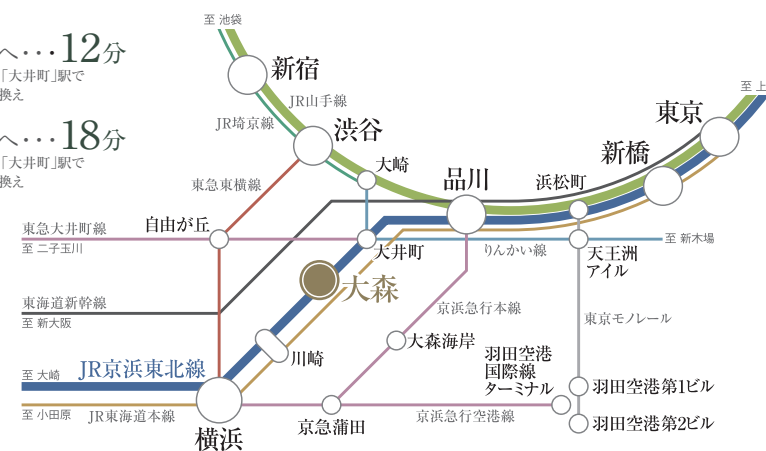 至 池袋
へ・・・12分
「大井町」駅で
換え
新宿
JR山手線
至 上
へ・・・18分
「大井町」駅で
換え
JR埼京線
渋谷
東京
新橋
大崎
品川
浜松町
東急東横線
東急大井町線
至 二子玉川
自由が丘
大井町
りんかい線
至 新木場
天王洲
アイル
大森
東海道新幹線
至 新大阪
京浜急行本線
東京モノレール
大森海岸
川崎
羽田空港
国際線
ターミナル
至 大崎
JR京浜東北線
羽田空港第1ビル
至 小田原
JR東海道本線
横浜
京急蒲田
京浜急行空港線
羽田空港第2ビル